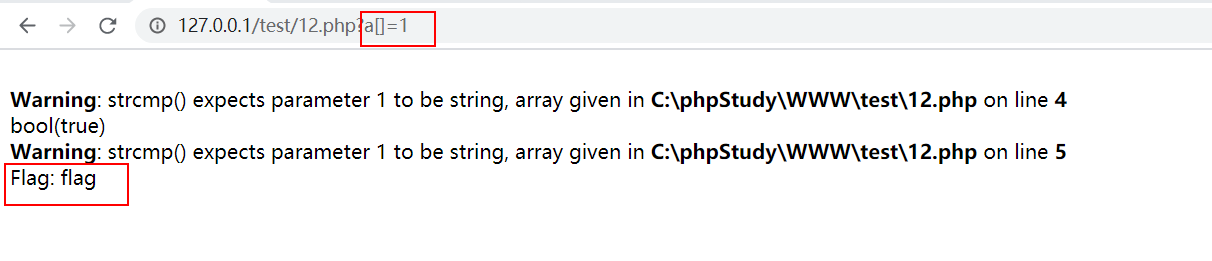 127.0.0.1/test/12.php?a[]=1
Warning: strcmp() expects parameter 1 to be string, array given in C:\phpStudy\WWW\test\12.php on line 4
bool(true)
Warning: strcmp() expects parameter 1 to be string, array given in C:\phpStudy\WWW\test\12.php on line 5
Flag: flag